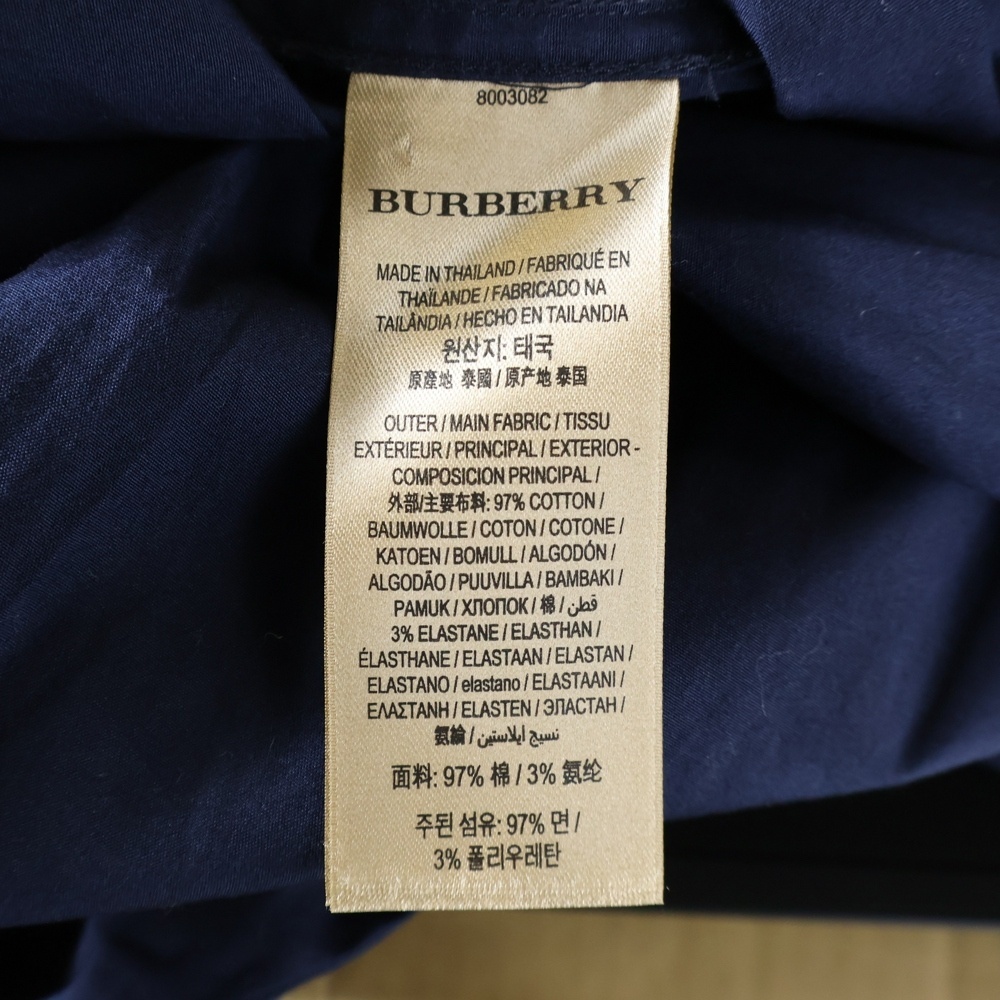 8003082
BURBERRY
MADE IN THAILAND / FABRIQUÉ EN
THAÏLANDE / FABRICADO NA
TAILÂNDIA / HECHO EN TAILANDIA
원산지: 태국
原產地 泰國 / 原产地 泰国
OUTER / MAIN FABRIC / TISSU
EXTÉRIEUR / PRINCIPAL / EXTERIOR -
COMPOSICION PRINCIPAL /
外部/主要布料: 97% COTTON /
BAUMWOLLE / COTON / COTONE /
KATOEN / BOMULL / ALGODÓN /
ALGODÃO / PUUVILLA / BAMBAKI /
PAMUK / ХЛОПОК / 棉 / قطن
3% ELASTANE / ELASTHAN /
ÉLASTHANE / ELASTAAN / ELASTAN /
ELASTANO / elastano / ELASTAANI /
ΕΛΑΣΤΑΝΗ / ELASTEN / ЭЛАСТАН /
氨綸 / نسيج ايلاستين
面料: 97% 棉 / 3% 氨纶
주된 섬유: 97% 면 /
3% 폴리우레탄